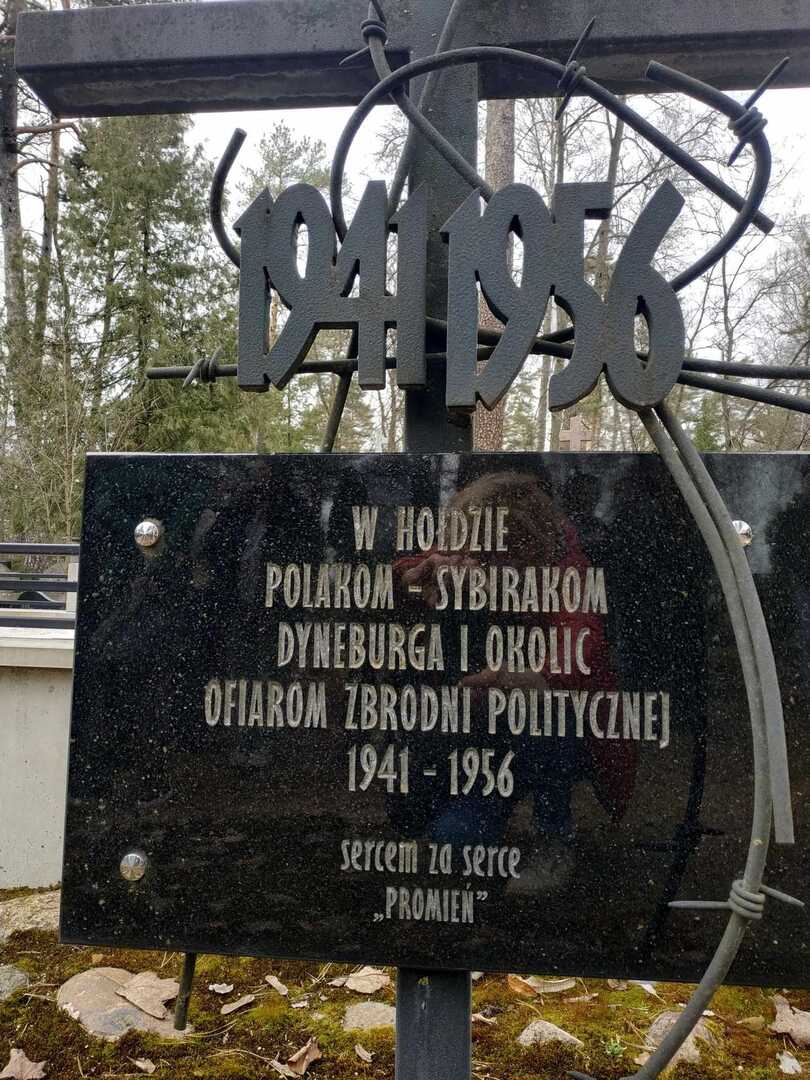 1941 1956
W HOŁDZIE
POLAKOM - SYBIRAKOM
DYNEBURGA I OKOLIC
OFIAROM ZBRODNI POLITYCZNEJ
1941 - 1956
sercem za serce
„PROMIEŃ”